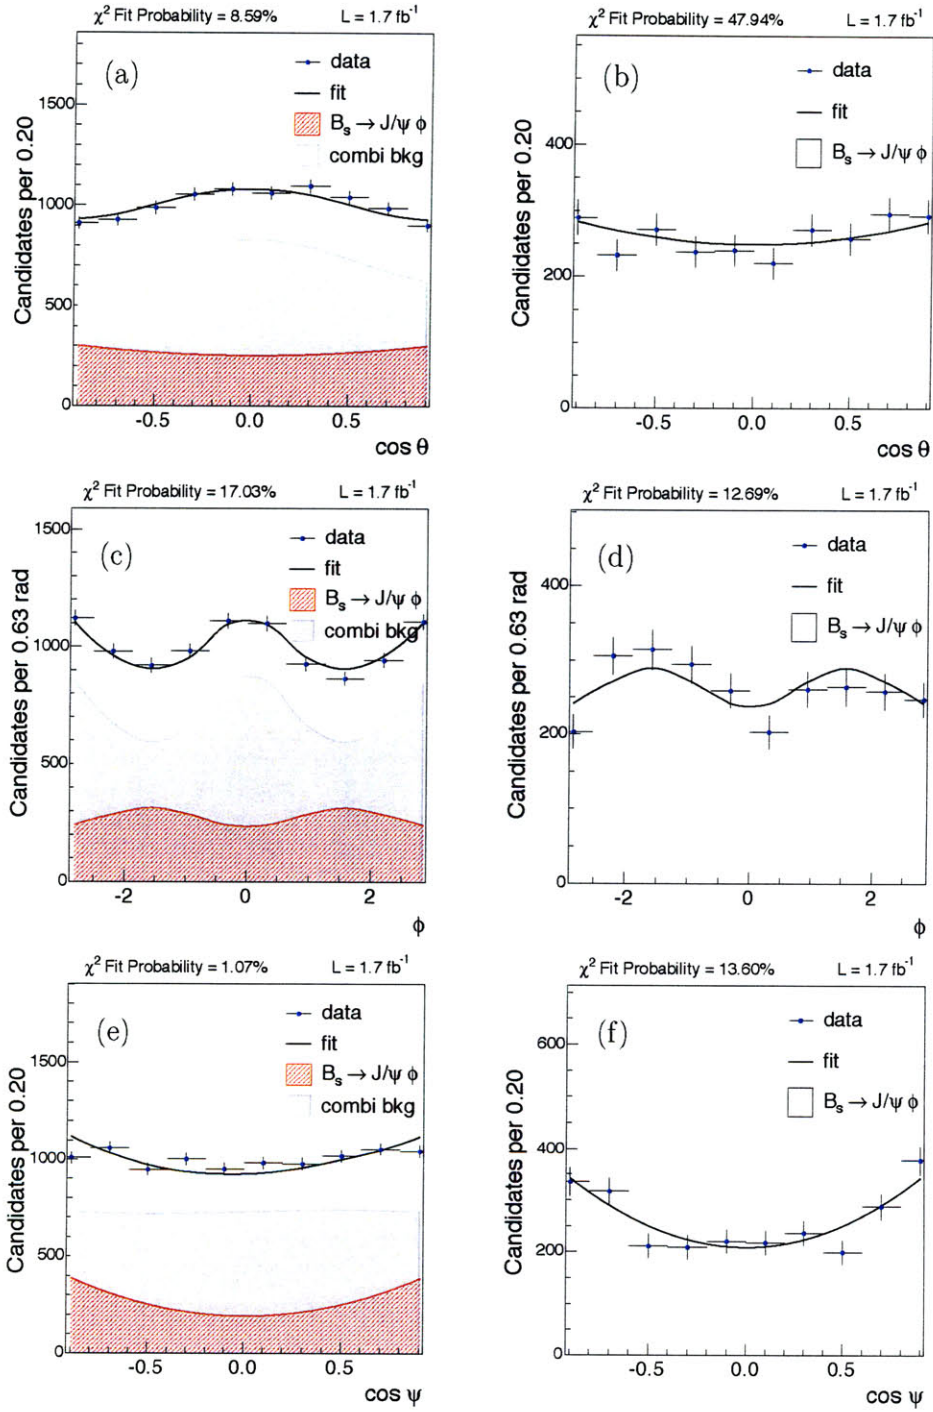 χ² Fit Probability = 8.59% L = 1.7 fb⁻¹
(a)
data
fit
Bₛ → J/ψ φ
combi bkg
Candidates per 0.20
1500
1000
500
0
-0.5 0.0 0.5
cos θ
χ² Fit Probability = 47.94% L = 1.7 fb⁻¹
(b)
data
fit
Bₛ → J/ψ φ
Candidates per 0.20
400
200
0
-0.5 0.0 0.5
cos θ
χ² Fit Probability = 17.03% L = 1.7 fb⁻¹
(c)
data
fit
Bₛ → J/ψ φ
combi bkg
Candidates per 0.63 rad
1500
1000
500
0
-2 0 2
φ
χ² Fit Probability = 12.69% L = 1.7 fb⁻¹
(d)
data
fit
Bₛ → J/ψ φ
Candidates per 0.63 rad
400
200
0
-2 0 2
φ
χ² Fit Probability = 1.07% L = 1.7 fb⁻¹
(e)
data
fit
Bₛ → J/ψ φ
combi bkg
Candidates per 0.20
1500
1000
500
0
-0.5 0.0 0.5
cos ψ
χ² Fit Probability = 13.60% L = 1.7 fb⁻¹
(f)
data
fit
Bₛ → J/ψ φ
Candidates per 0.20
600
400
200
0
-0.5 0.0 0.5
cos ψ